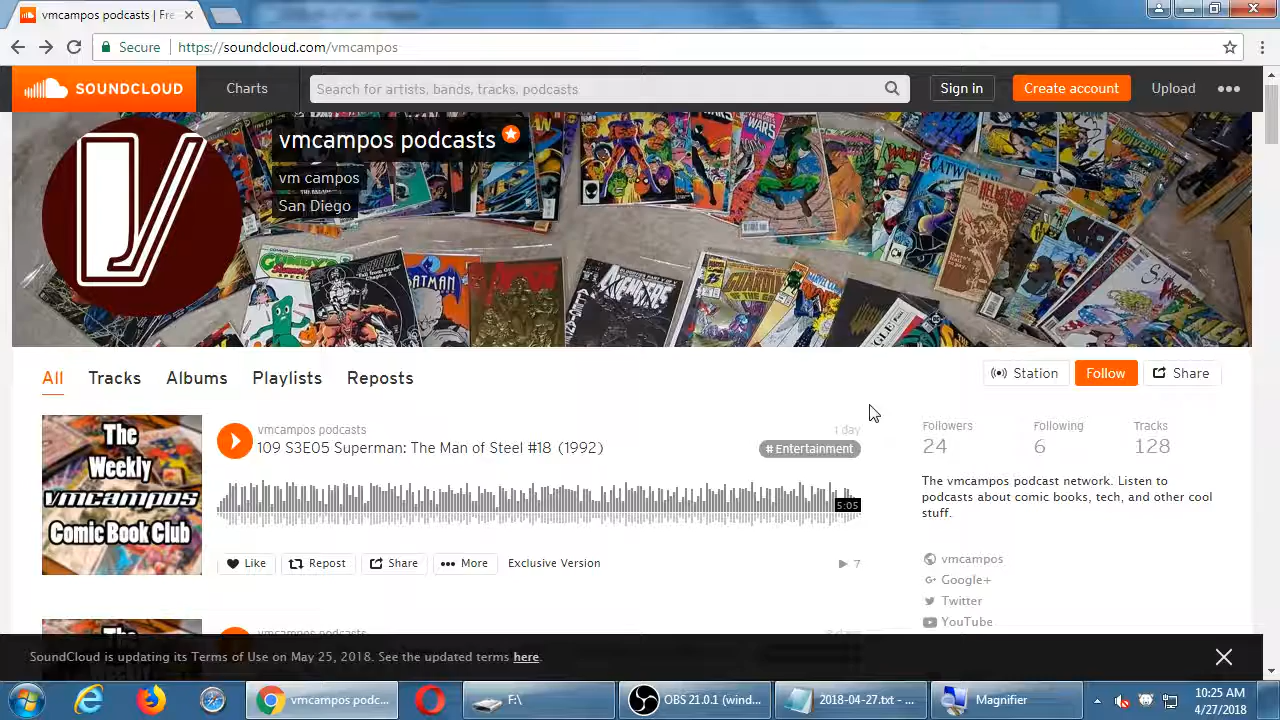 vmcampos podcasts | Fre
Secure
https://soundcloud.com/vmcampos
SOUNDCLOUD
Charts
Search for artists, bands, tracks, podcasts
Sign in
Create account
Upload
vmcampos podcasts
vm campos
San Diego
All
Tracks
Albums
Playlists
Reposts
Station
Follow
Share
vmcampos podcasts
1 day
109 S3E05 Superman: The Man of Steel #18 (1992)
# Entertainment
The
Weekly
vmcampos
Comic Book Club
5:05
Like
Repost
Share
More
Exclusive Version
7
Followers
24
Following
6
Tracks
128
The vmcampos podcast network. Listen to
podcasts about comic books, tech, and other cool
stuff.
vmcampos
Google+
Twitter
YouTube
The
vmcampos podcasts
SoundCloud is updating its Terms of Use on May 25, 2018. See the updated terms here.
vmcampos podc...
F:\
OBS 21.0.1 (wind...
2018-04-27.txt - ...
Magnifier
10:25 AM
4/27/2018